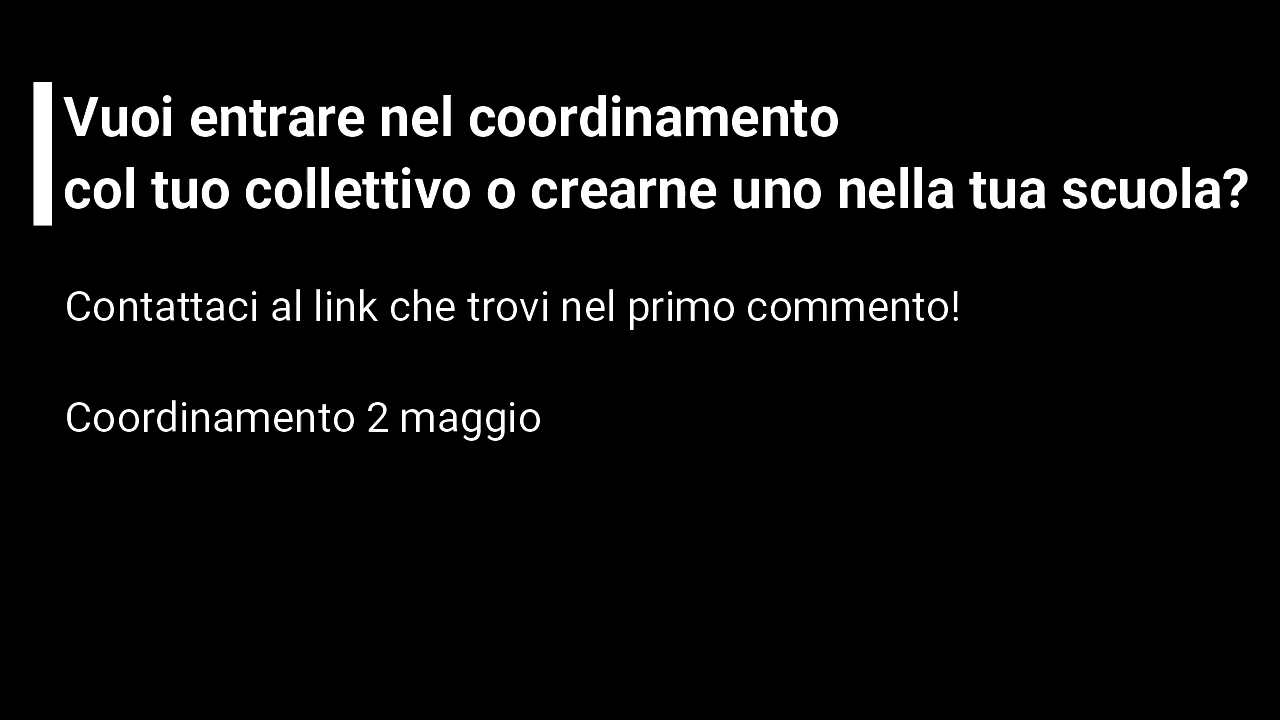 Vuoi entrare nel coordinamento
col tuo collettivo o crearne uno nella tua scuola?
Contattaci al link che trovi nel primo commento!
Coordinamento 2 maggio